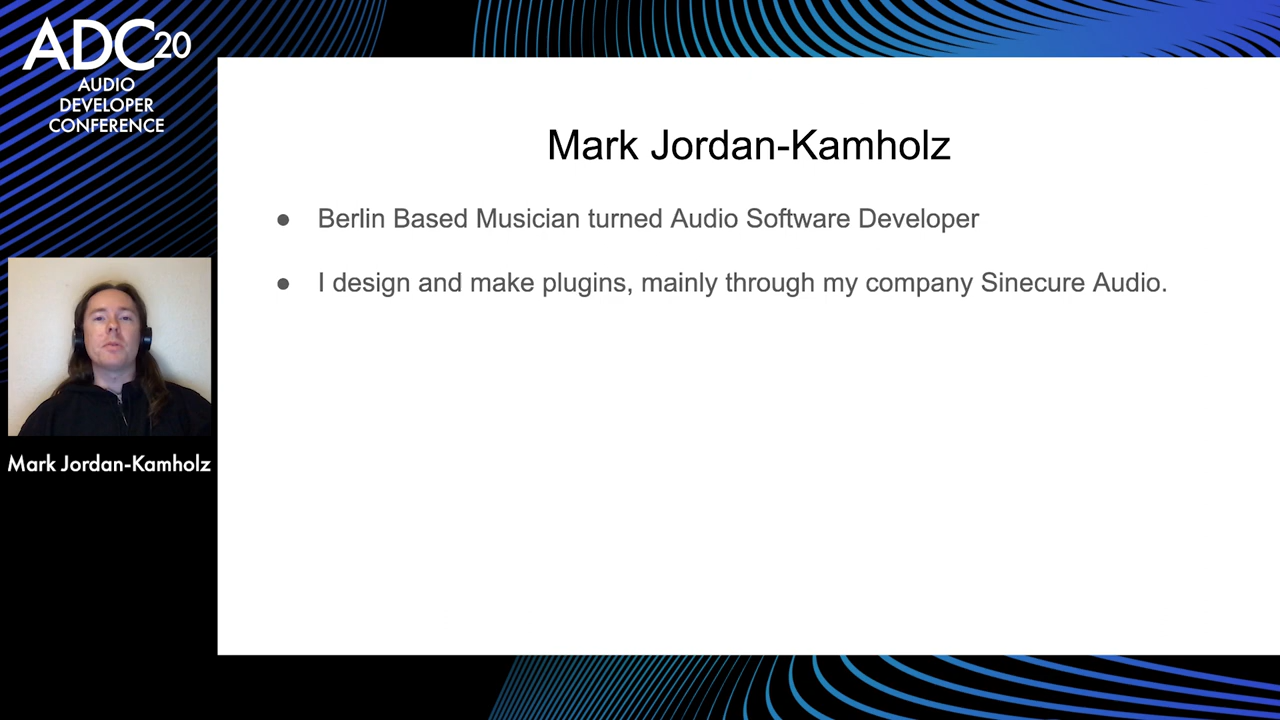 ADC20
AUDIO
DEVELOPER
CONFERENCE
Mark Jordan-Kamholz
● Berlin Based Musician turned Audio Software Developer
● I design and make plugins, mainly through my company Sinecure Audio.
Mark Jordan-Kamholz